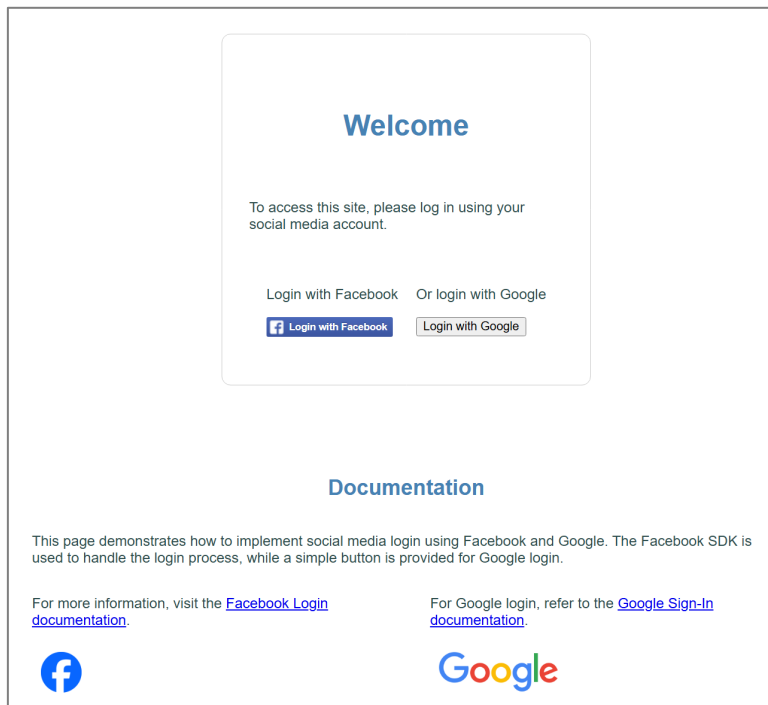 Welcome
To access this site, please log in using your
social media account.
Login with Facebook
Or login with Google
Login with Facebook
Login with Google
Documentation
This page demonstrates how to implement social media login using Facebook and Google. The Facebook SDK is
used to handle the login process, while a simple button is provided for Google login.
For more information, visit the Facebook Login
documentation.
For Google login, refer to the Google Sign-In
documentation.
Google